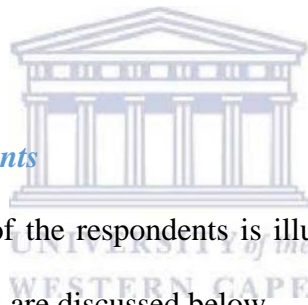 nts
of the respondents is illu
UNIVERSITY of the
WESTERN CAPE
are discussed below